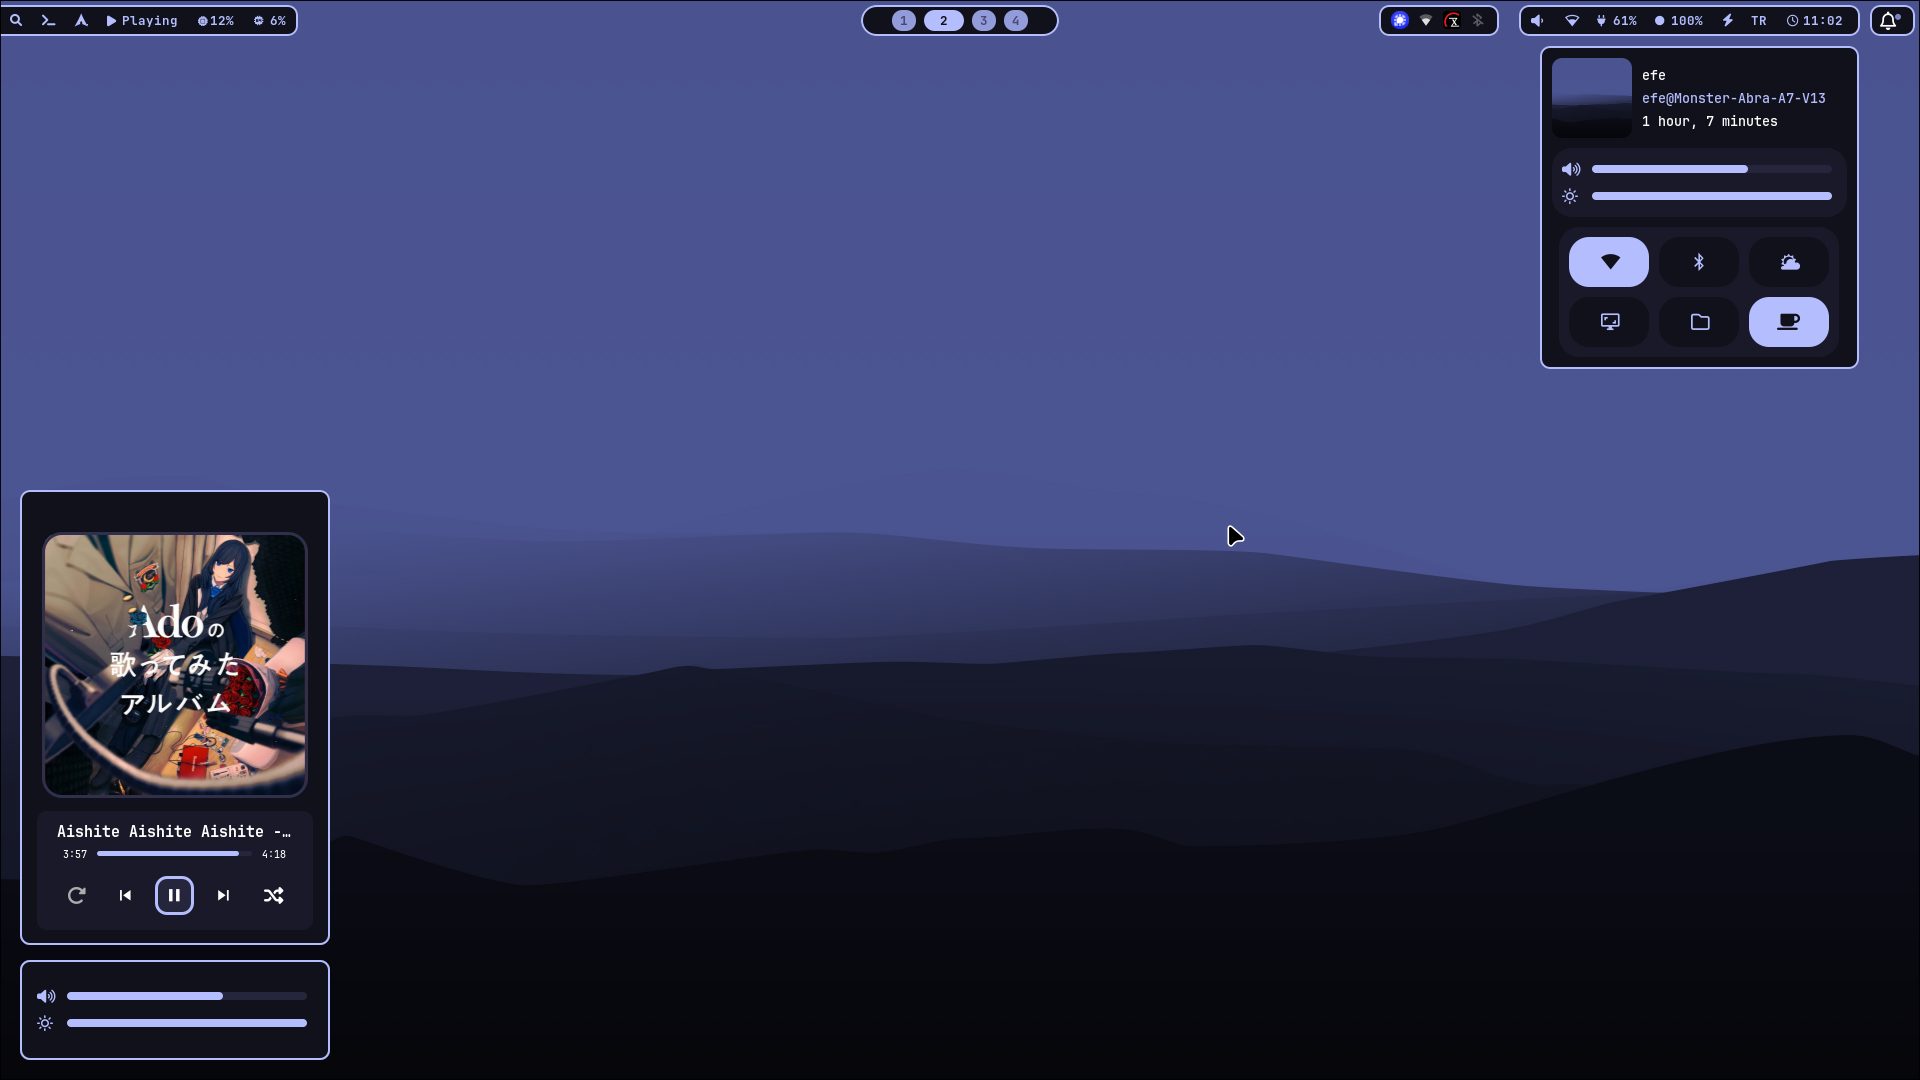 Playing 12% 6%
1 2 3 4
61% 100% TR 11:02
efe
efe@Monster-Abra-A7-V13
1 hour, 7 minutes
Adoの
歌ってみた
アルバム
Aishite Aishite Aishite -…
3:57 4:18